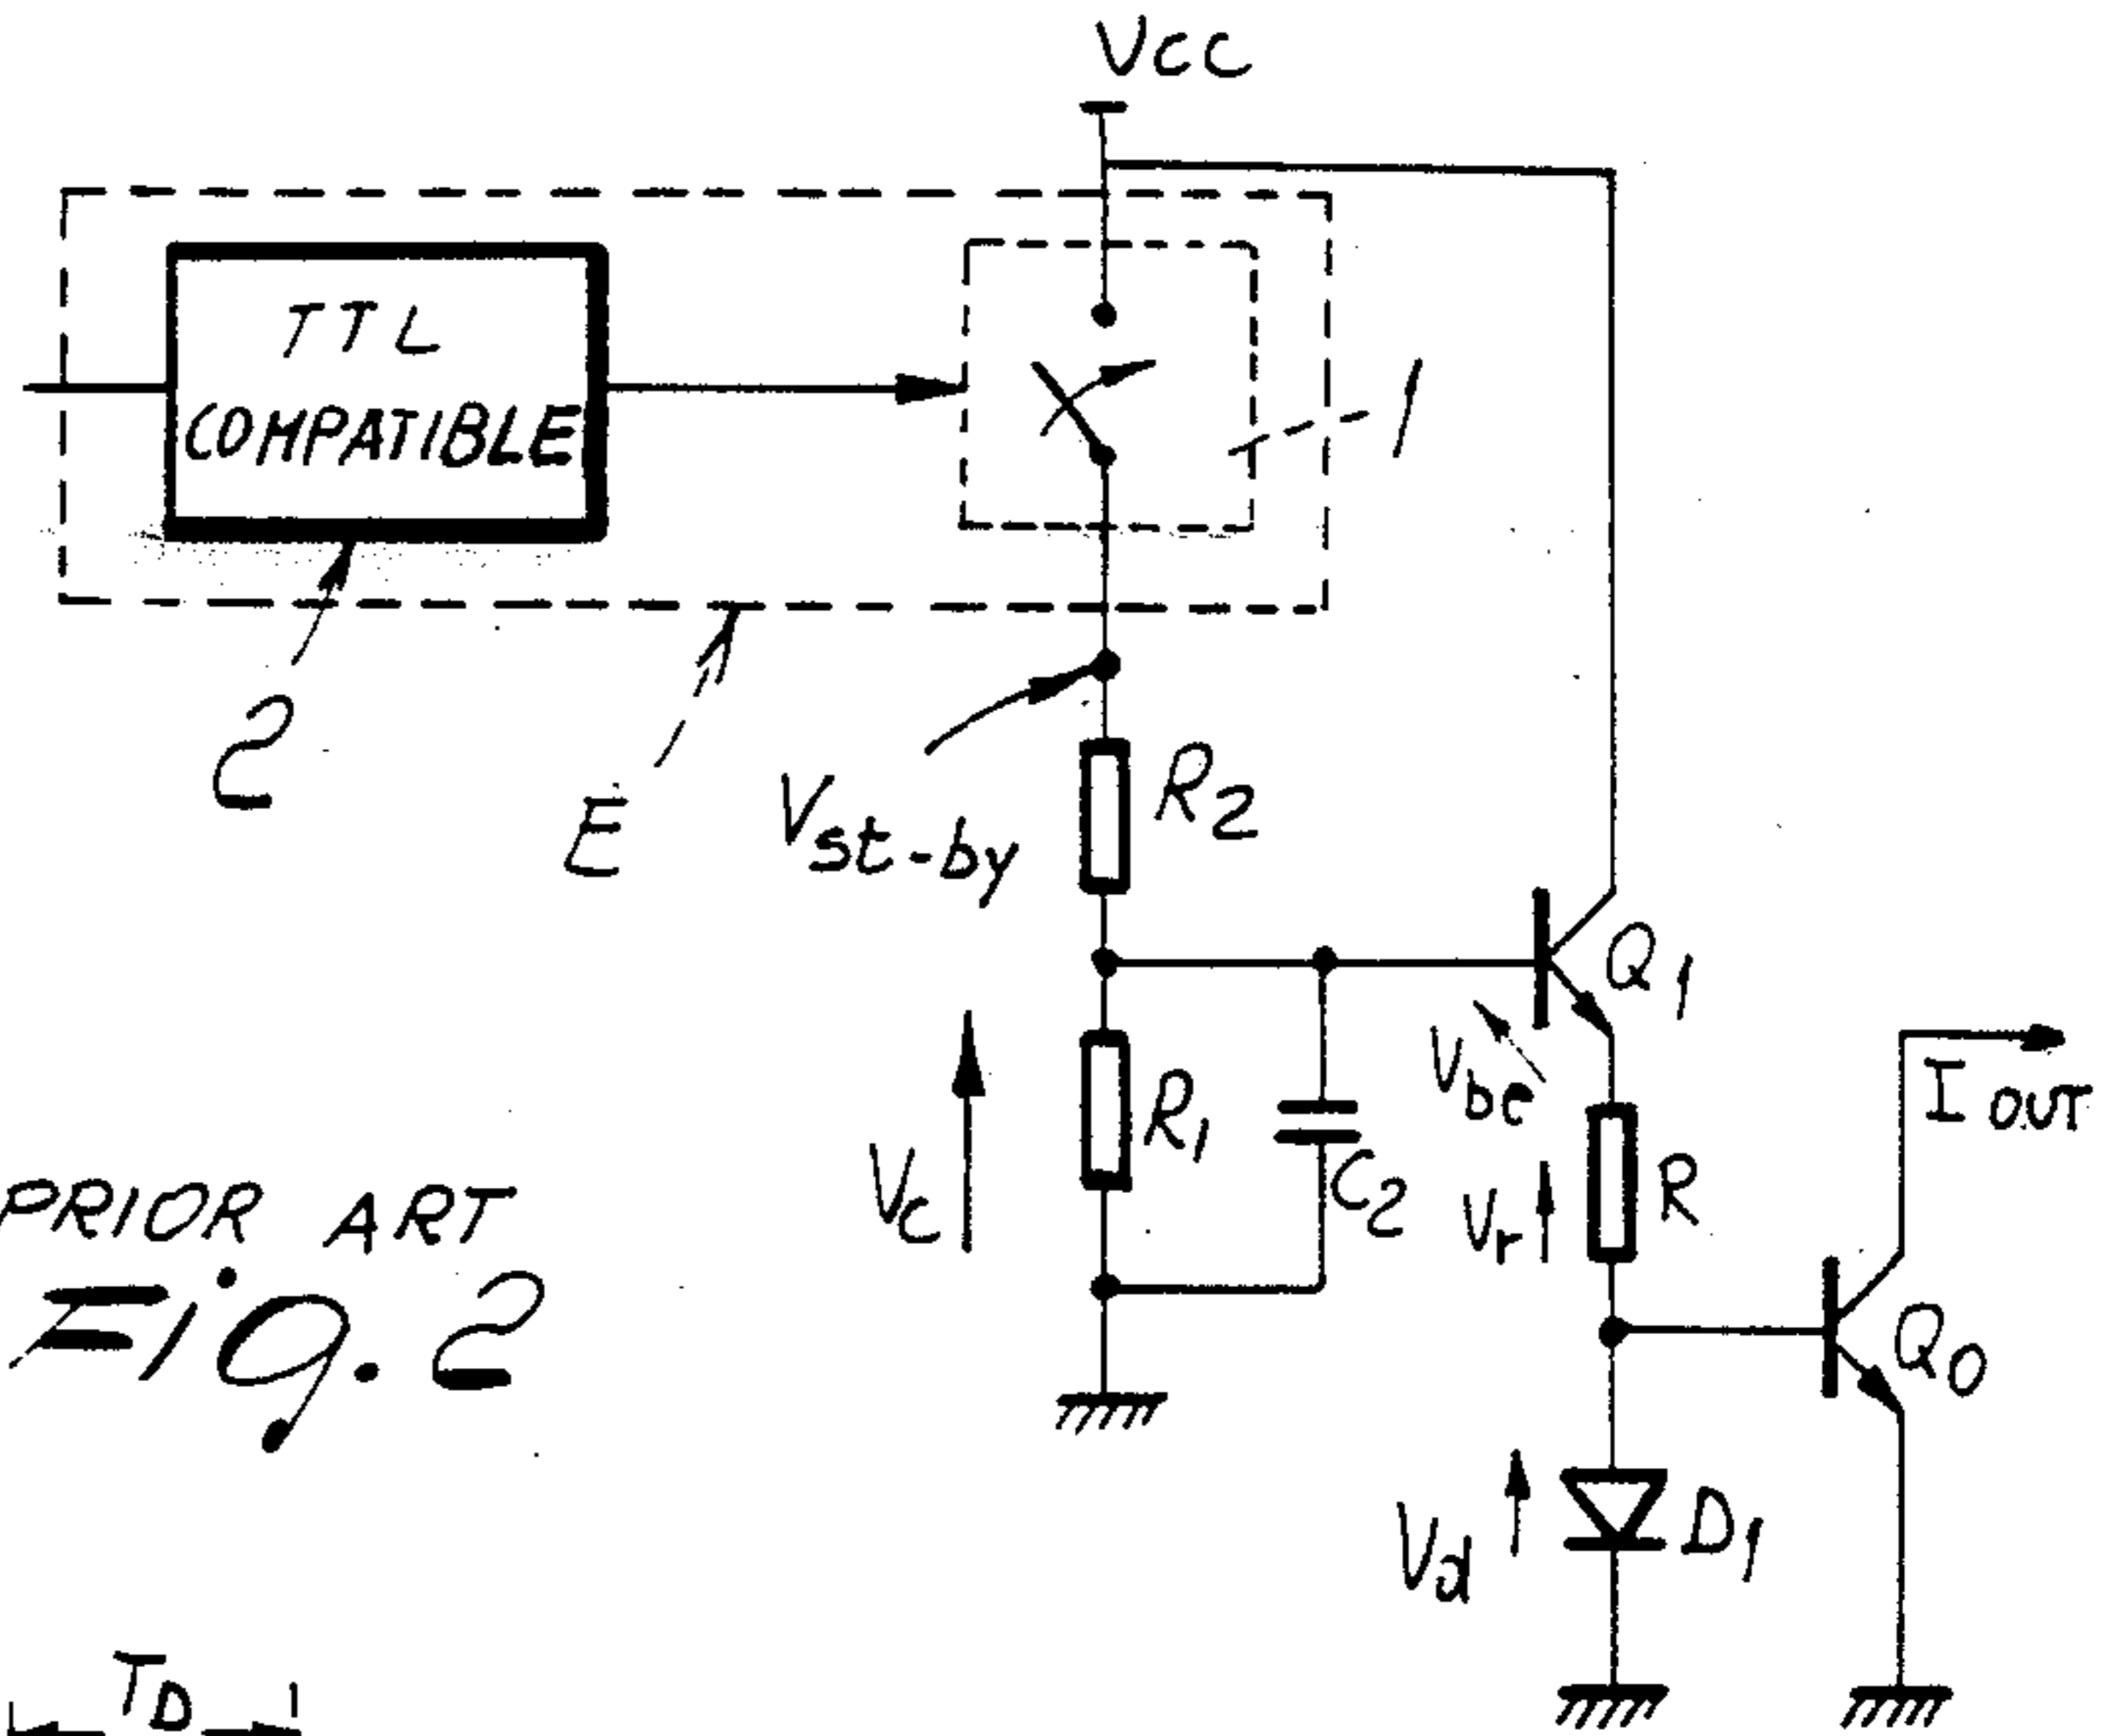 Vcc
TTL
COMPATIBLE
1
2
E
Vst-by
R2
Q1
Vbe
Vc
R1
C2
Vr
R
IOUT
Q0
PRIOR ART
Fig. 2
Vd
D1
TD